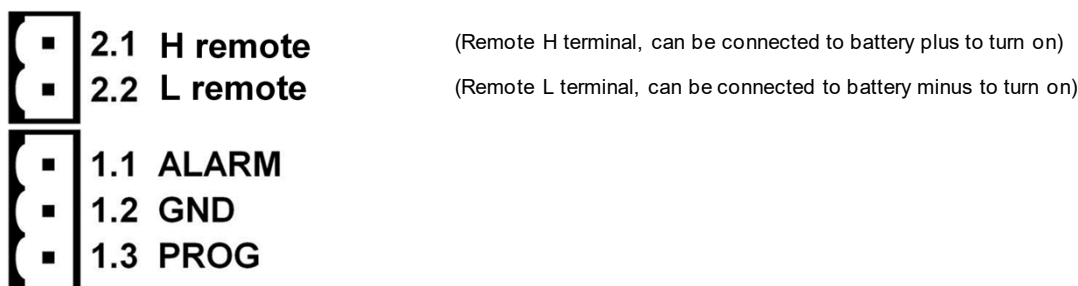 2.1 H remote (Remote H terminal, can be connected to battery plus to turn on)
2.2 L remote (Remote L terminal, can be connected to battery minus to turn on)
1.1 ALARM
1.2 GND
1.3 PROG